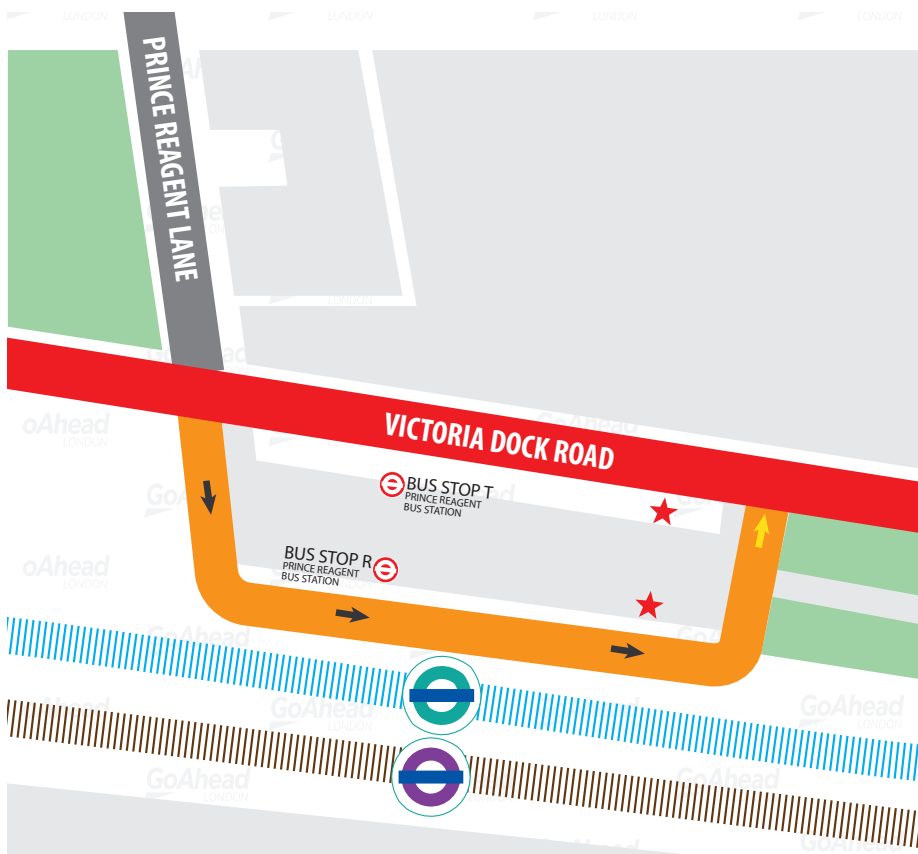 PRINCE REAGENT LANE
VICTORIA DOCK ROAD
BUS STOP T
PRINCE REAGENT
BUS STATION
BUS STOP R
PRINCE REAGENT
BUS STATION
GoAhead
LONDON